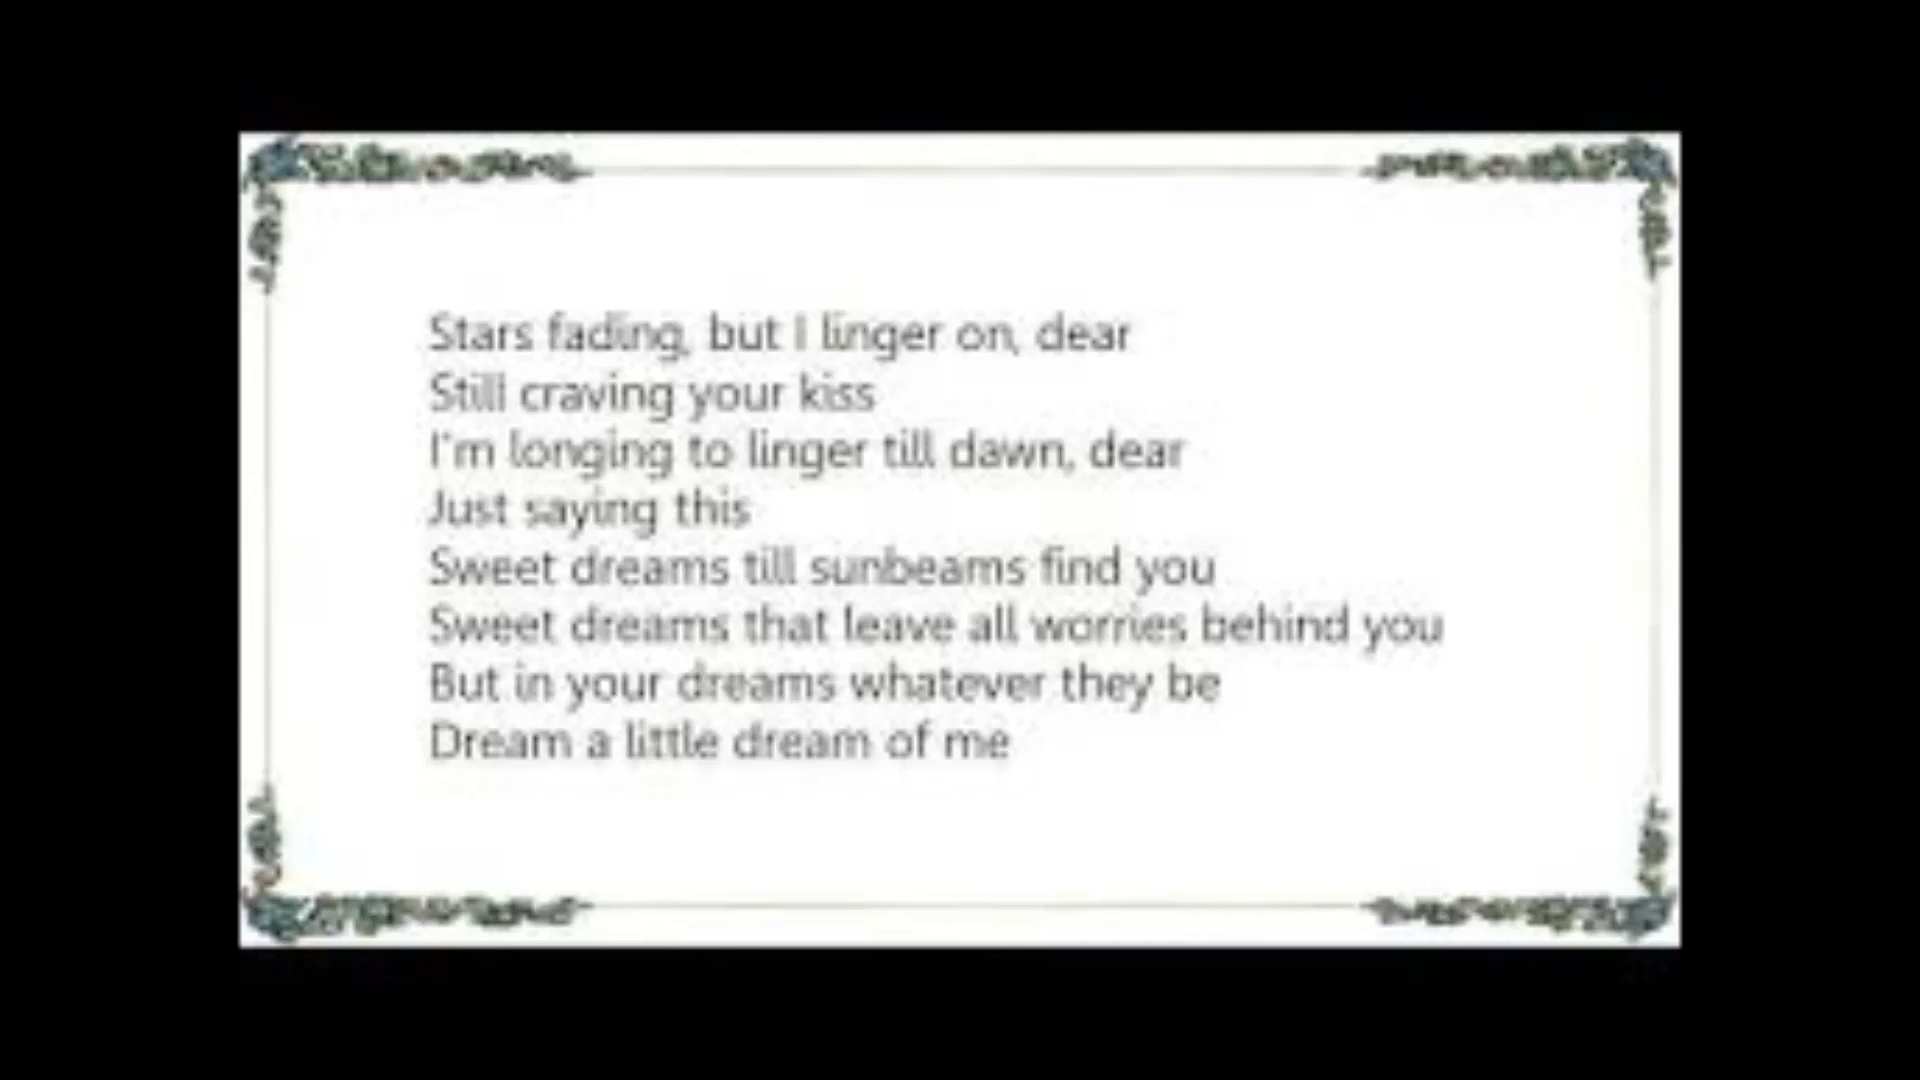 Stars fading, but I linger on, dear
Still craving your kiss
I'm longing to linger till dawn, dear
Just saying this
Sweet dreams till sunbeams find you
Sweet dreams that leave all worries behind you
But in your dreams whatever they be
Dream a little dream of me